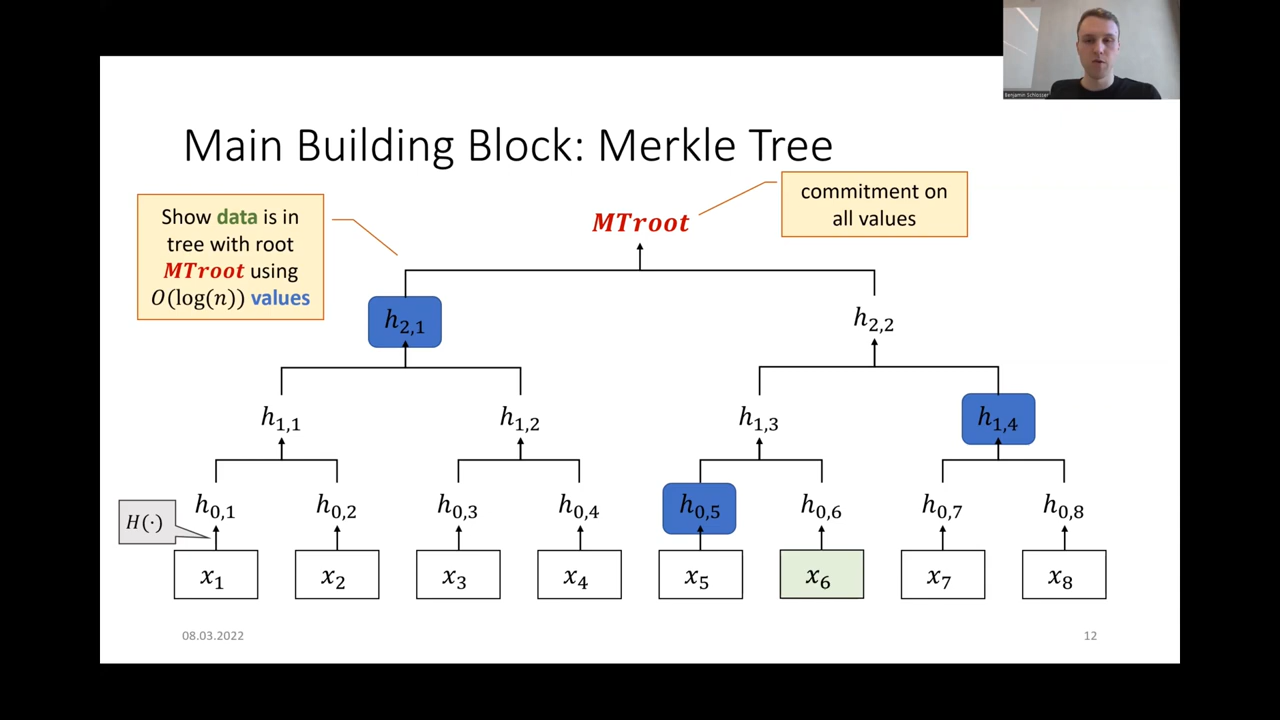 Benjamin Schlosser
Main Building Block: Merkle Tree
Show data is in
tree with root
MTroot using
O(log(n)) values
MTroot
commitment on
all values
h2,1
h2,2
h1,1
h1,2
h1,3
h1,4
H(·)
h0,1
h0,2
h0,3
h0,4
h0,5
h0,6
h0,7
h0,8
x1
x2
x3
x4
x5
x6
x7
x8
08.03.2022
12